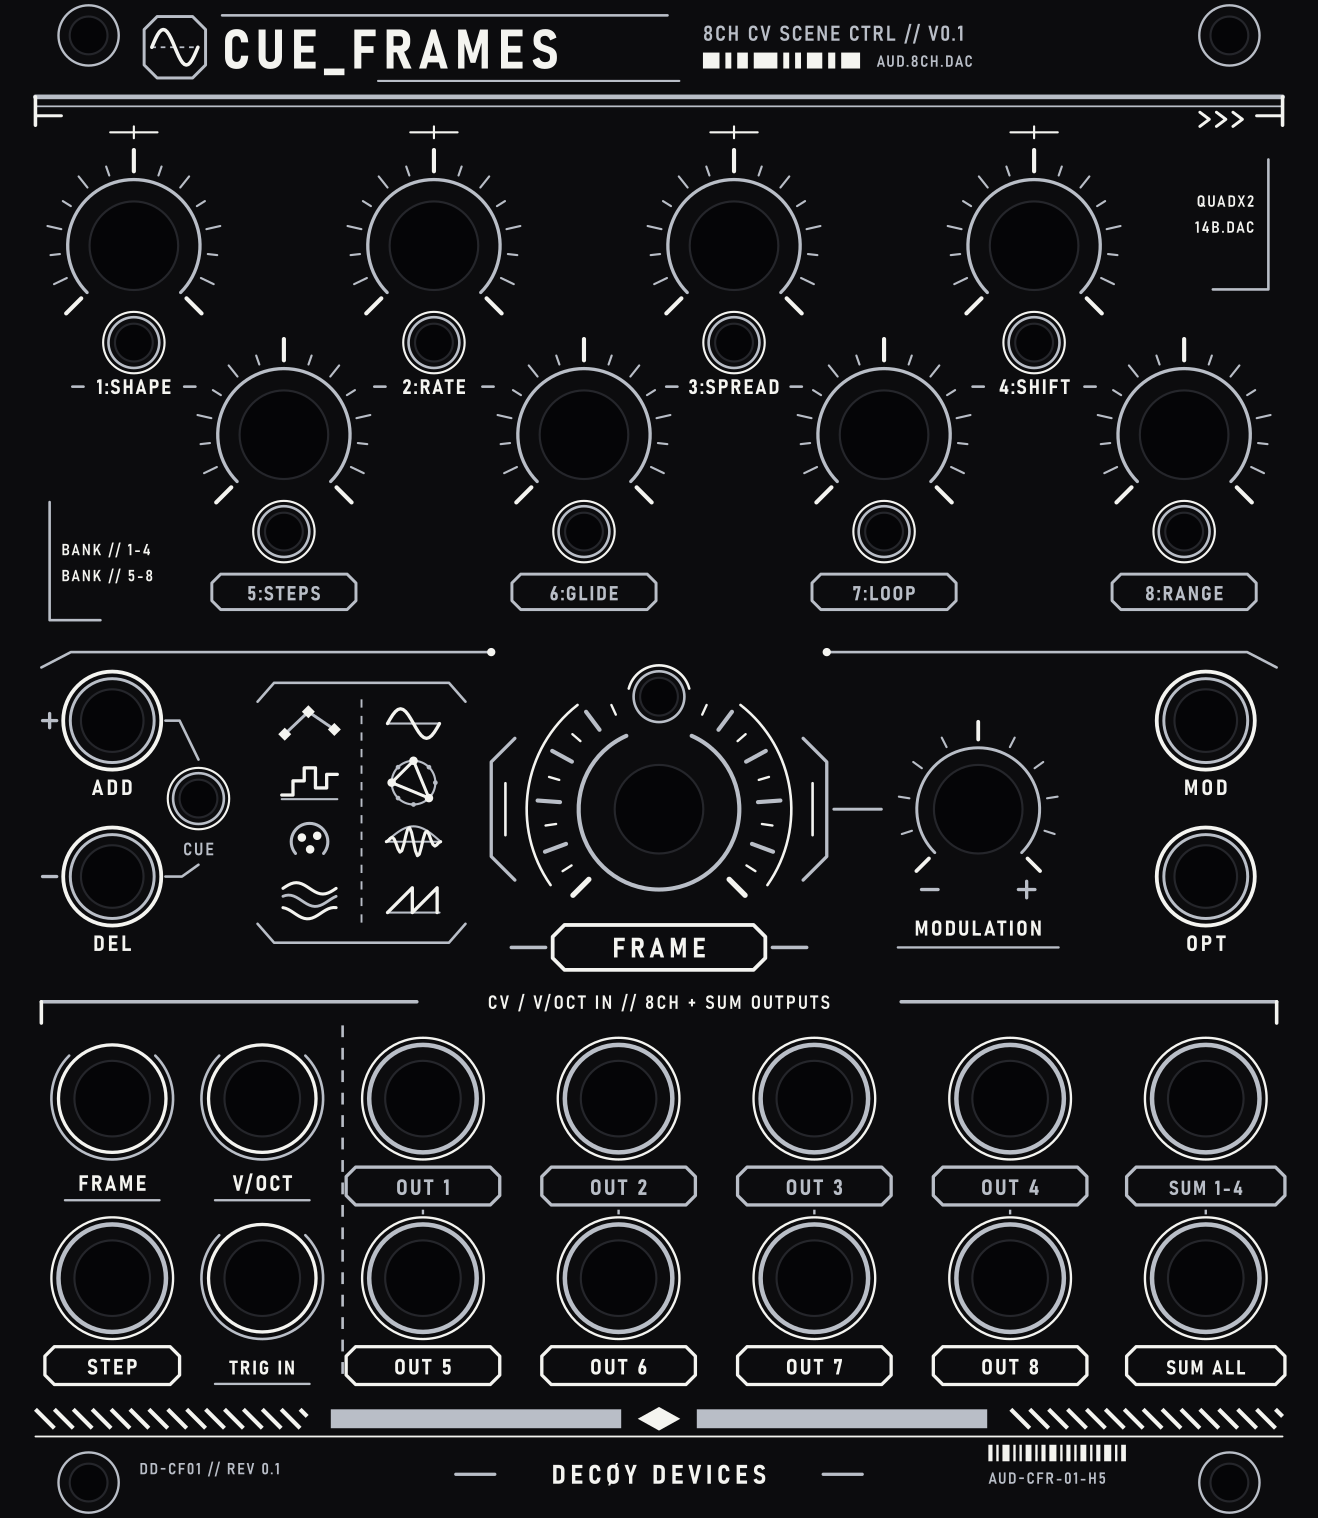 CUE_FRAMES
8CH CV SCENE CTRL // V0.1
AUD.8CH.DAC
>>>
QUADX2
14B.DAC
1:SHAPE
2:RATE
3:SPREAD
4:SHIFT
BANK // 1-4
BANK // 5-8
5:STEPS
6:GLIDE
7:LOOP
8:RANGE
+
ADD
CUE
−
DEL
FRAME
− +
MODULATION
MOD
OPT
CV / V/OCT IN // 8CH + SUM OUTPUTS
FRAME
V/OCT
OUT 1
OUT 2
OUT 3
OUT 4
SUM 1-4
STEP
TRIG IN
OUT 5
OUT 6
OUT 7
OUT 8
SUM ALL
DD-CF01 // REV 0.1
DECØY DEVICES
AUD-CFR-01-H5